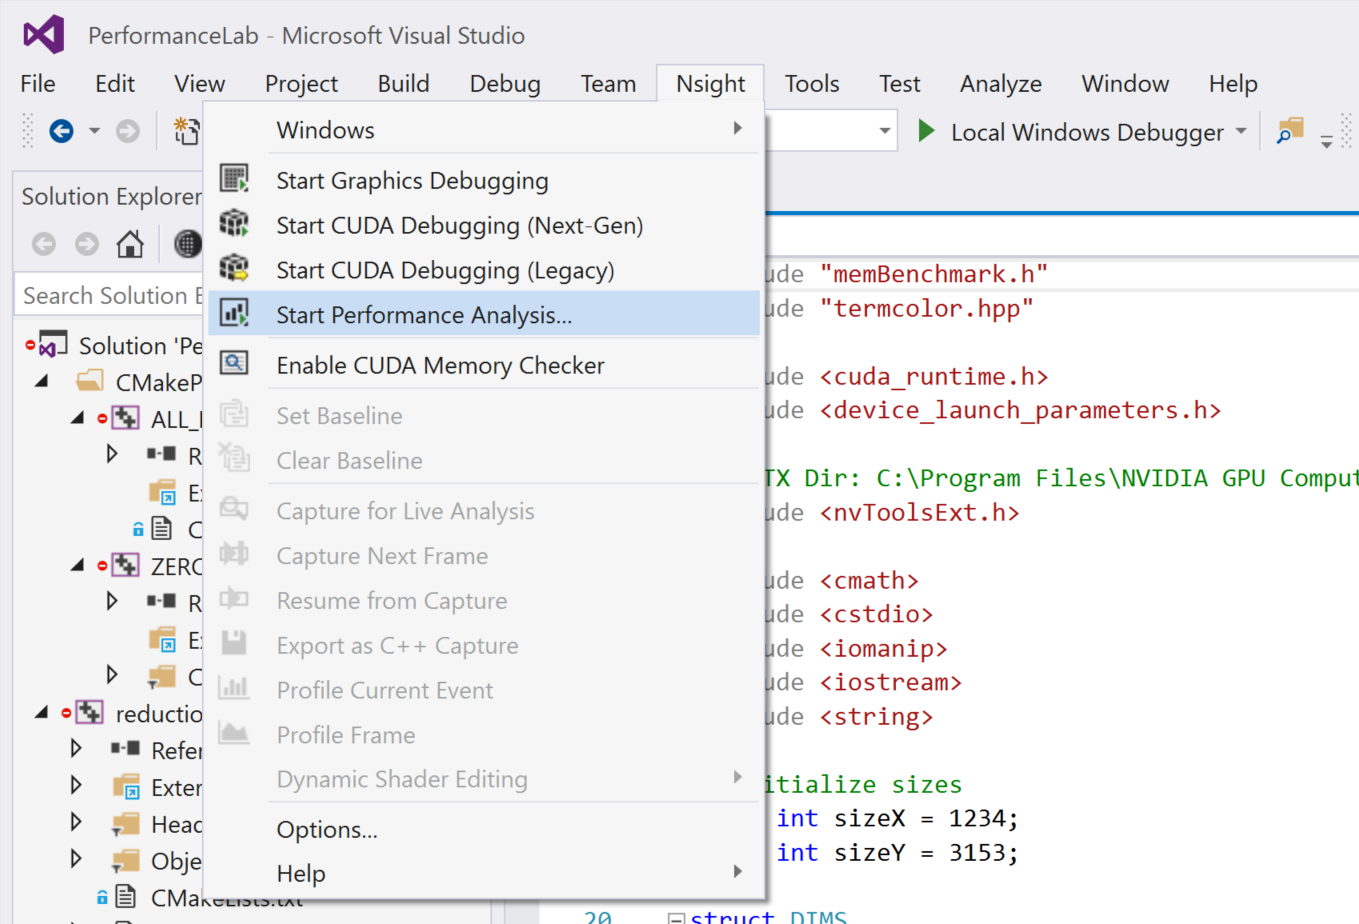 PerformanceLab - Microsoft Visual Studio
File Edit View Project Build Debug Team Nsight Tools Test Analyze Window Help
Local Windows Debugger
Solution Explorer
Search Solution E
Solution 'Pe
CMakeP
ALL_
R
E
C
ZERO
R
E
C
reductio
Refer
Exter
Head
Obje
CMakeLists.txt
Windows
Start Graphics Debugging
Start CUDA Debugging (Next-Gen)
Start CUDA Debugging (Legacy)
Start Performance Analysis...
Enable CUDA Memory Checker
Set Baseline
Clear Baseline
Capture for Live Analysis
Capture Next Frame
Resume from Capture
Export as C++ Capture
Profile Current Event
Profile Frame
Dynamic Shader Editing
Options...
Help
ude "memBenchmark.h"
ude "termcolor.hpp"
ude <cuda_runtime.h>
ude <device_launch_parameters.h>
TX Dir: C:\Program Files\NVIDIA GPU Comput
ude <nvToolsExt.h>
ude <cmath>
ude <cstdio>
ude <iomanip>
ude <iostream>
ude <string>
itialize sizes
int sizeX = 1234;
int sizeY = 3153;
20 struct DIMS